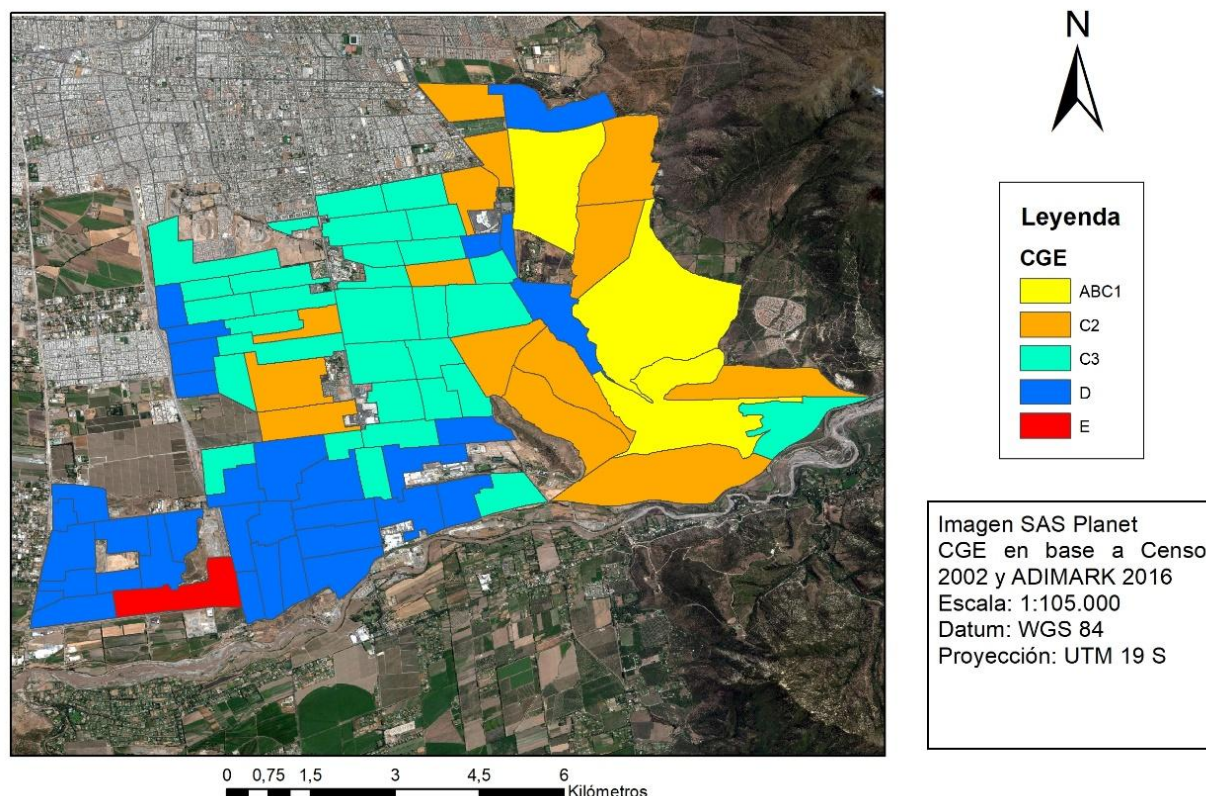 N
Leyenda
CGE
ABC1
C2
C3
D
E
Imagen SAS Planet
CGE en base a Censo
2002 y ADIMARK 2016
Escala: 1:105.000
Datum: WGS 84
Proyección: UTM 19 S
0 0,75 1,5 3 4,5 6
Kilómetros